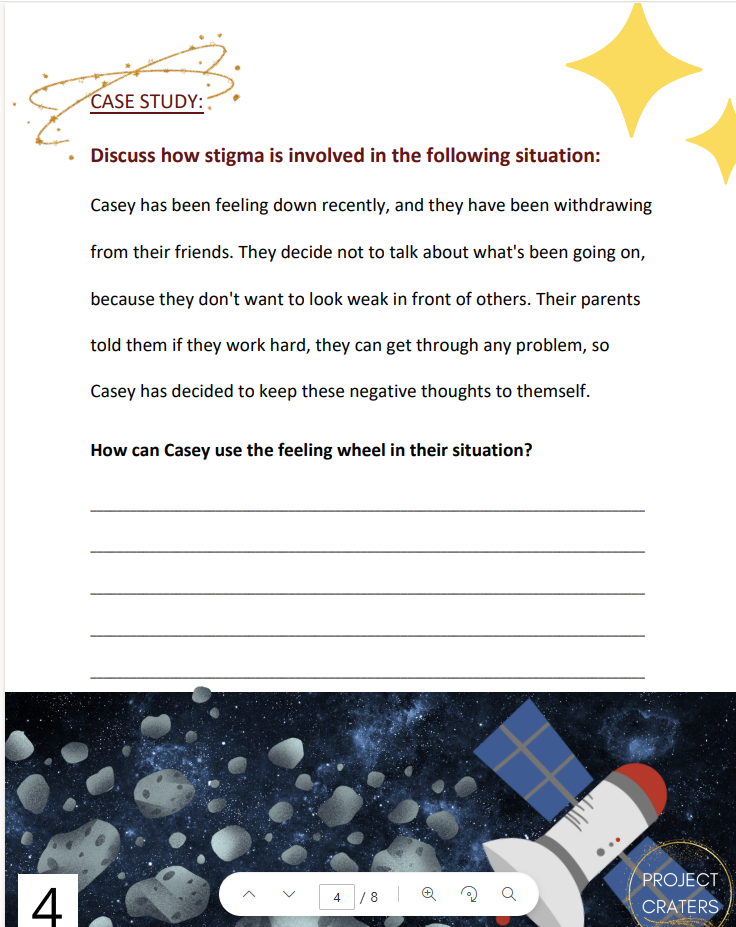 CASE STUDY:
Discuss how stigma is involved in the following situation:
Casey has been feeling down recently, and they have been withdrawing
from their friends. They decide not to talk about what's been going on,
because they don't want to look weak in front of others. Their parents
told them if they work hard, they can get through any problem, so
Casey has decided to keep these negative thoughts to themself.
How can Casey use the feeling wheel in their situation?
4
4 / 8
PROJECT
CRATERS